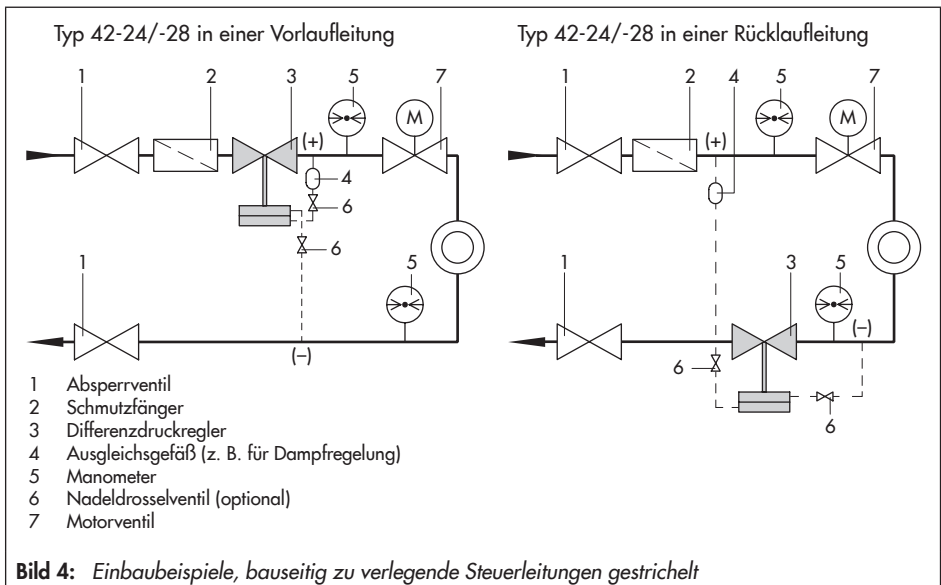 Typ 42-24/-28 in einer Vorlaufleitung
1 2 3 5 7
M
(+)
4
6
6
1 5
(–)
Typ 42-24/-28 in einer Rücklaufleitung
1 2 4 5 7
(+) M
1 3 5
(–)
6
6
1 Absperrventil
2 Schmutzfänger
3 Differenzdruckregler
4 Ausgleichsgefäß (z. B. für Dampfregelung)
5 Manometer
6 Nadeldrosselventil (optional)
7 Motorventil
Bild 4: Einbaubeispiele, bauseitig zu verlegende Steuerleitungen gestrichelt